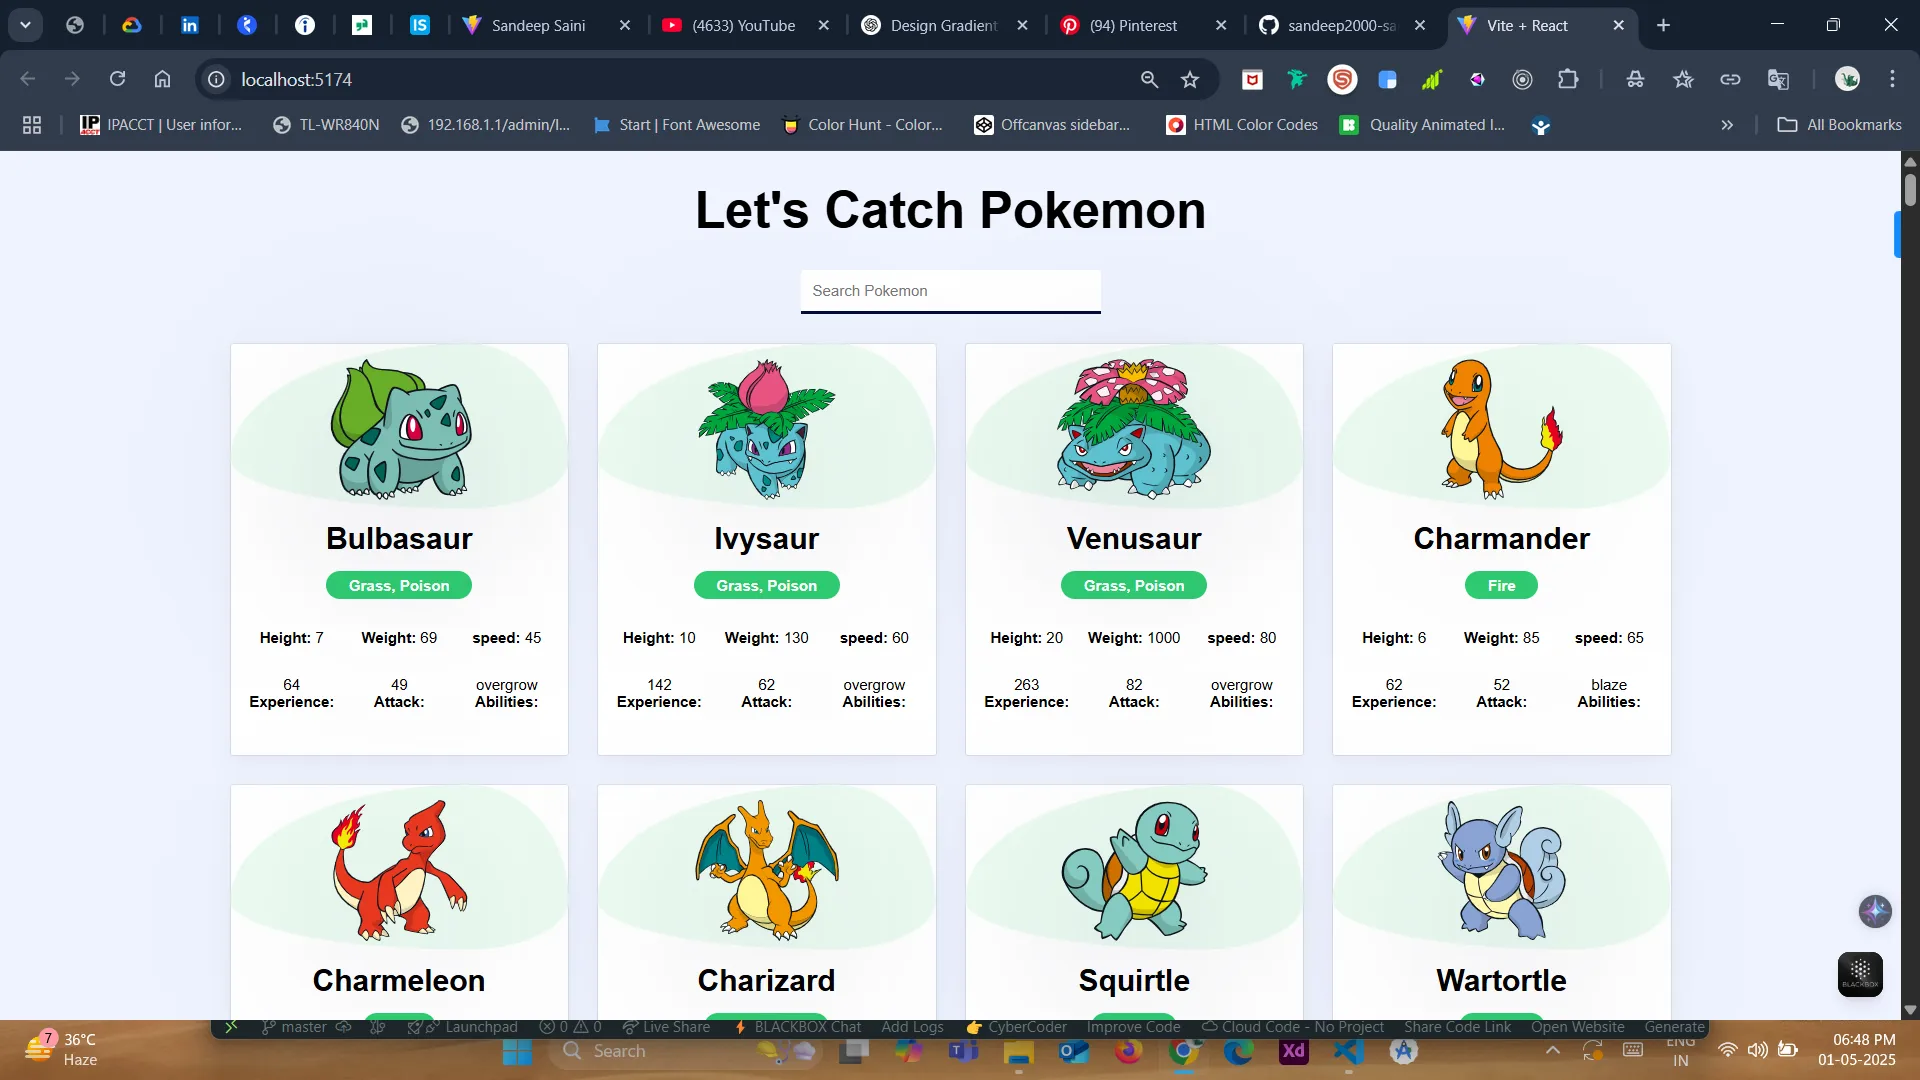 Sandeep Saini
(4633) YouTube
Design Gradient
(94) Pinterest
sandeep2000-sa
Vite + React
localhost:5174
IPACCT | User infor...
TL-WR840N
192.168.1.1/admin/l...
Start | Font Awesome
Color Hunt - Color...
Offcanvas sidebar...
HTML Color Codes
Quality Animated I...
All Bookmarks
Let's Catch Pokemon
Search Pokemon
Bulbasaur
Grass, Poison
Height: 7 Weight: 69 speed: 45
64 49 overgrow
Experience: Attack: Abilities:
Ivysaur
Grass, Poison
Height: 10 Weight: 130 speed: 60
142 62 overgrow
Experience: Attack: Abilities:
Venusaur
Grass, Poison
Height: 20 Weight: 1000 speed: 80
263 82 overgrow
Experience: Attack: Abilities:
Charmander
Fire
Height: 6 Weight: 85 speed: 65
62 52 blaze
Experience: Attack: Abilities:
Charmeleon
Charizard
Squirtle
Wartortle
BLACKBOX
master Launchpad 0 0 Live Share BLACKBOX Chat Add Logs CyberCoder Improve Code Cloud Code - No Project Share Code Link Open Website Generate
7
36°C
Haze
Search
Xd
ENG
IN
06:48 PM
01-05-2025